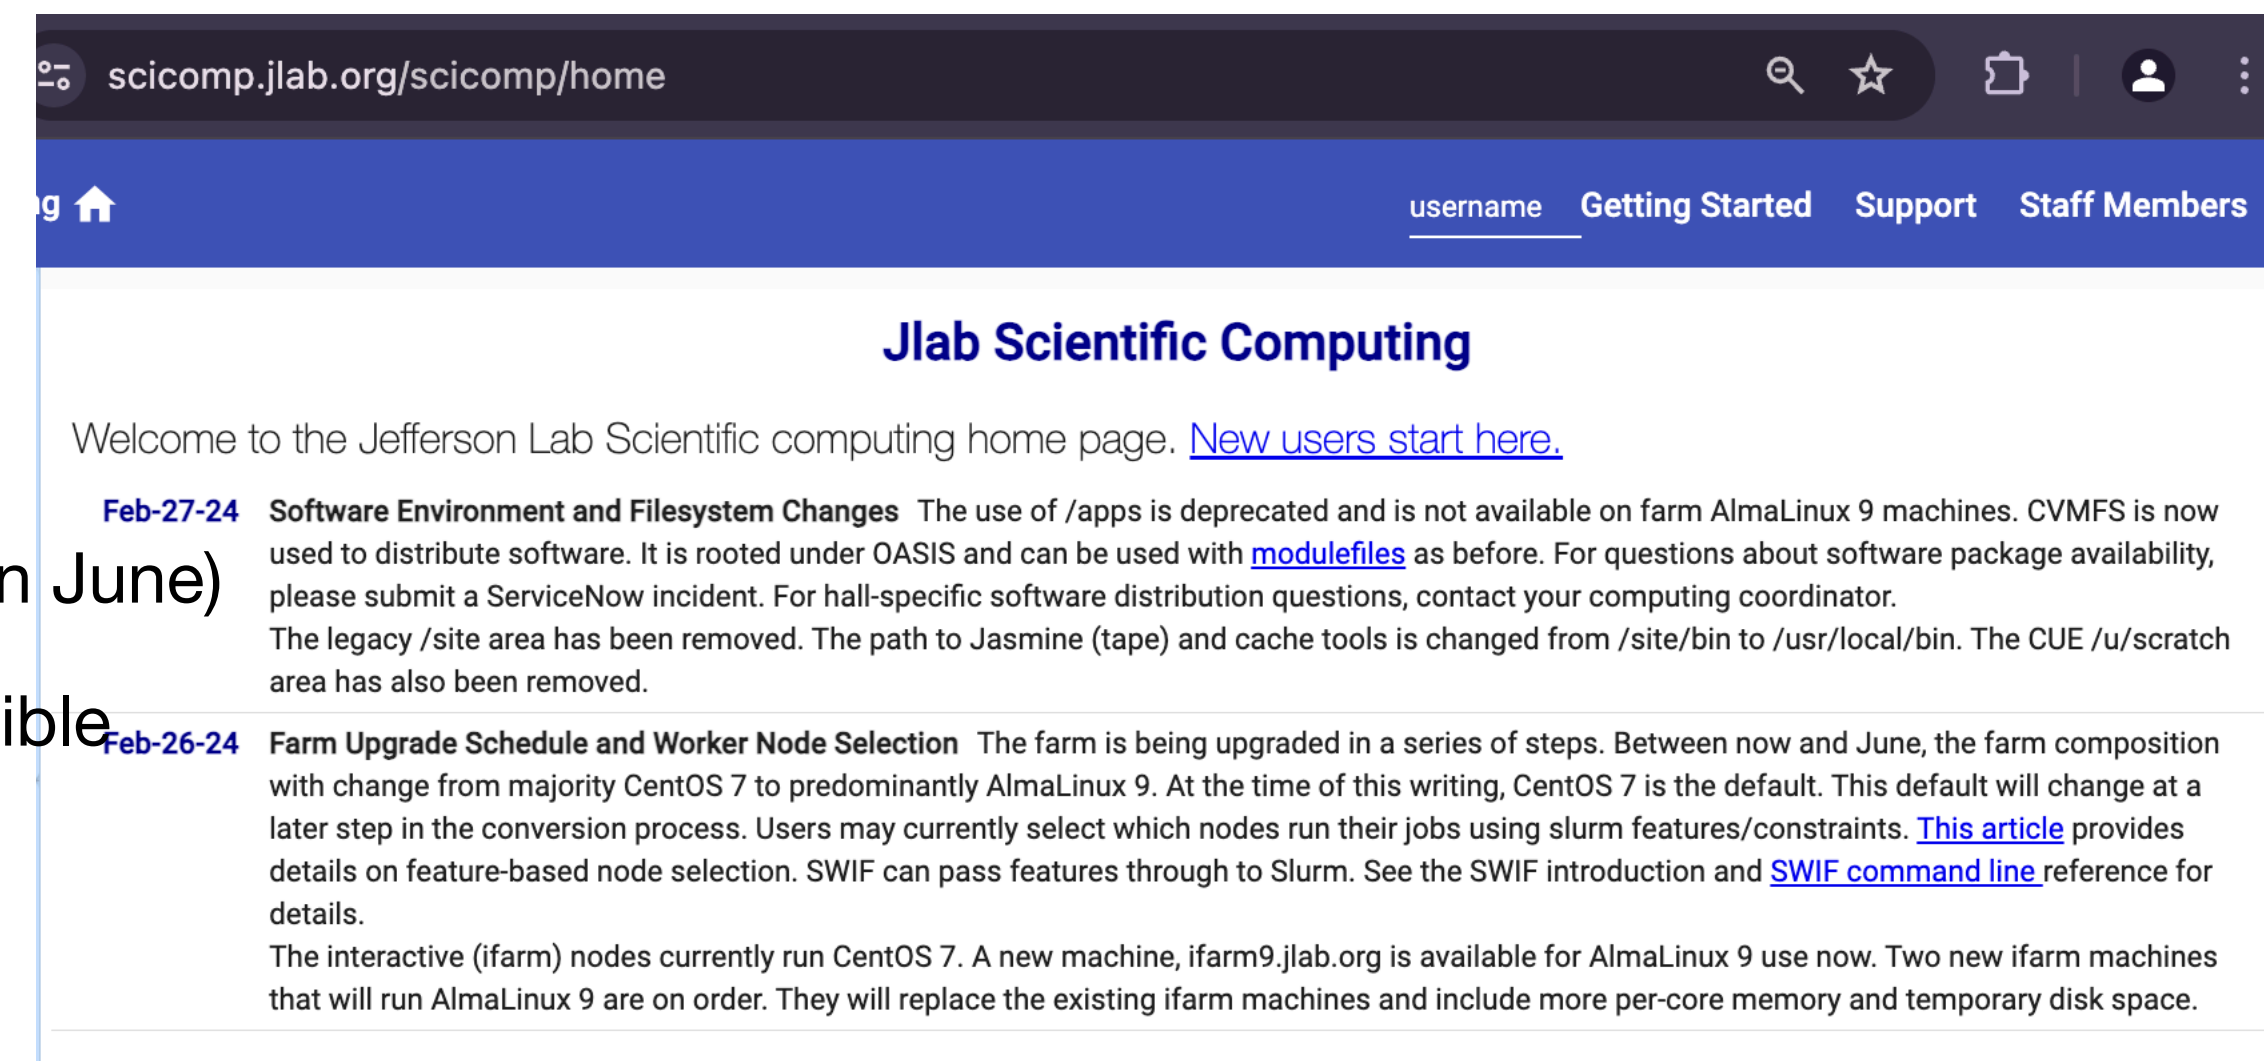 scicomp.jlab.org/scicomp/home
username Getting Started Support Staff Members
Jlab Scientific Computing
Welcome to the Jefferson Lab Scientific computing home page. New users start here.
Feb-27-24 Software Environment and Filesystem Changes The use of /apps is deprecated and is not available on farm AlmaLinux 9 machines. CVMFS is now
used to distribute software. It is rooted under OASIS and can be used with modulefiles as before. For questions about software package availability,
June)
please submit a ServiceNow incident. For hall-specific software distribution questions, contact your computing coordinator.
The legacy /site area has been removed. The path to Jasmine (tape) and cache tools is changed from /site/bin to /usr/local/bin. The CUE /u/scratch
area has also been removed.
Feb-26-24 Farm Upgrade Schedule and Worker Node Selection The farm is being upgraded in a series of steps. Between now and June, the farm composition
with change from majority CentOS 7 to predominantly AlmaLinux 9. At the time of this writing, CentOS 7 is the default. This default will change at a
later step in the conversion process. Users may currently select which nodes run their jobs using slurm features/constraints. This article provides
details on feature-based node selection. SWIF can pass features through to Slurm. See the SWIF introduction and SWIF command line reference for
details.
The interactive (ifarm) nodes currently run CentOS 7. A new machine, ifarm9.jlab.org is available for AlmaLinux 9 use now. Two new ifarm machines
that will run AlmaLinux 9 are on order. They will replace the existing ifarm machines and include more per-core memory and temporary disk space.